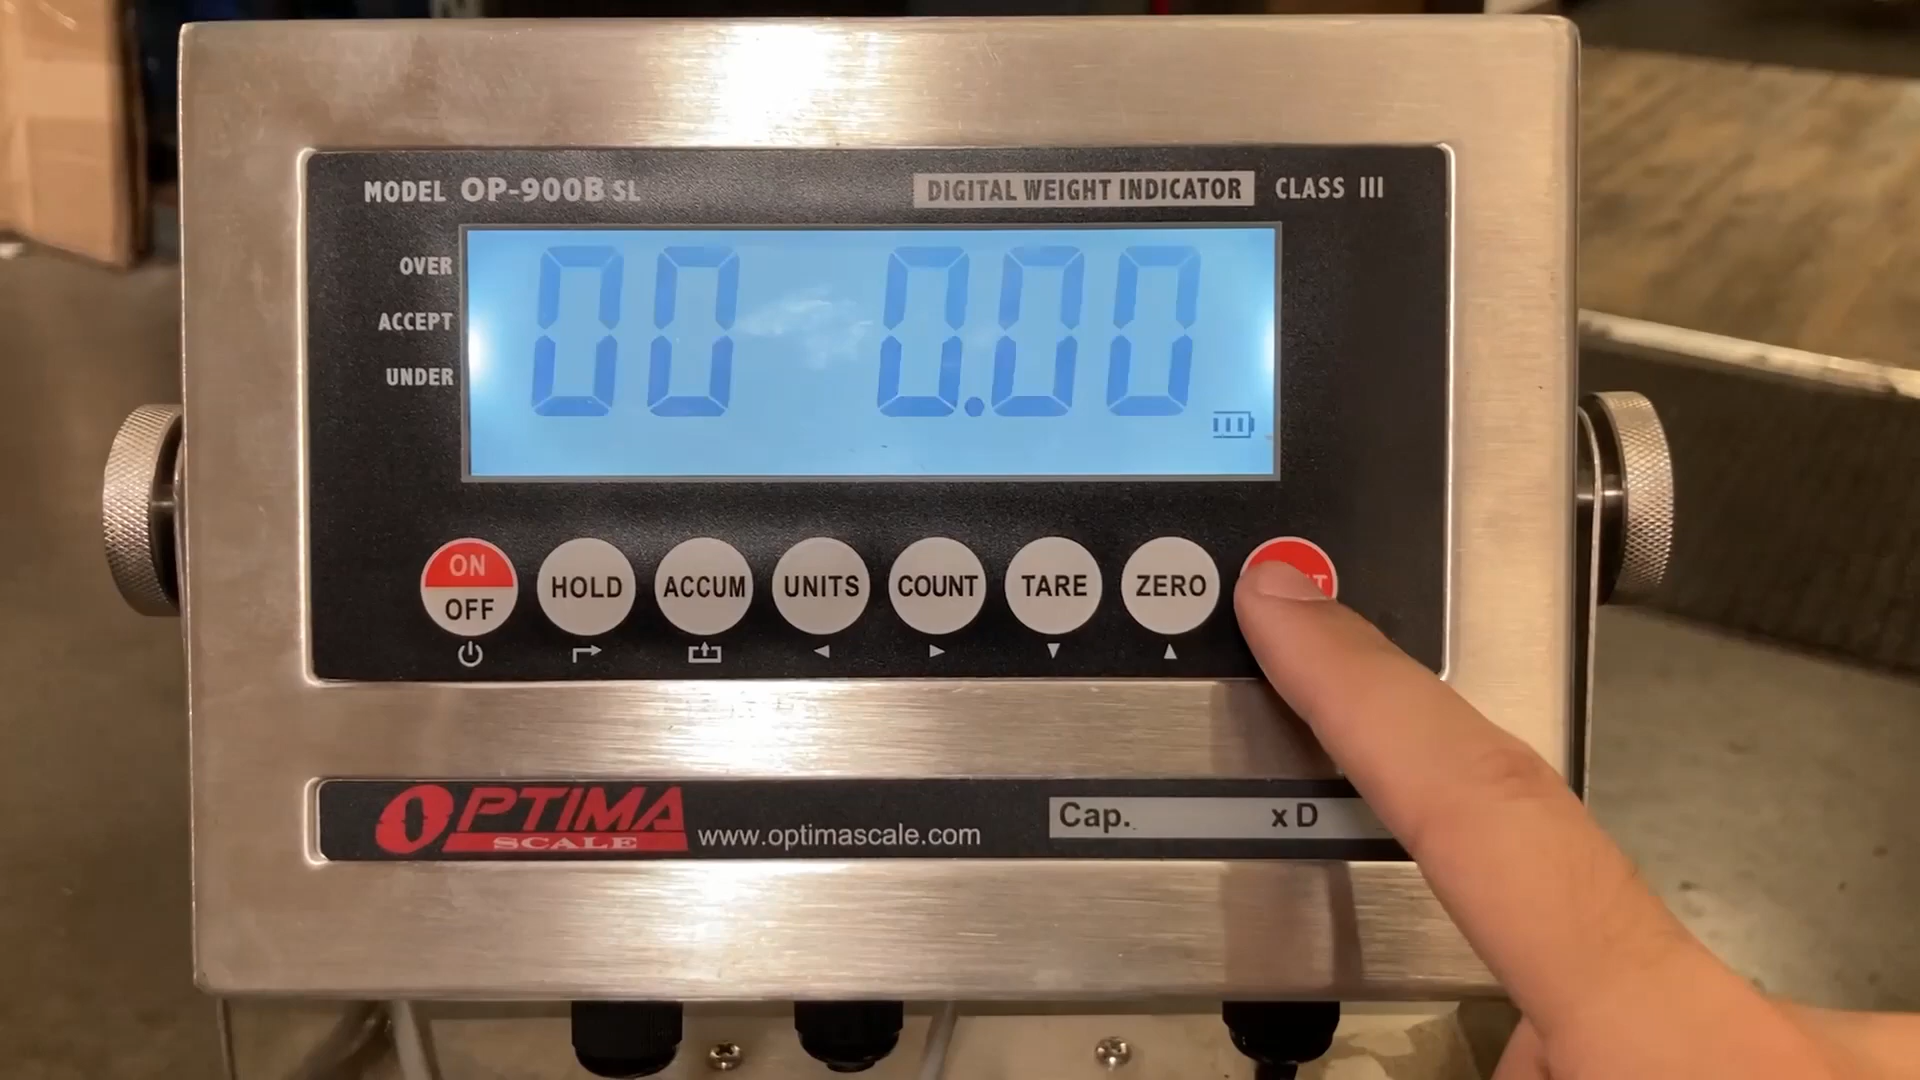 MODEL OP-900B SL
DIGITAL WEIGHT INDICATOR CLASS III
OVER
ACCEPT
UNDER
00 0.00
ON
OFF
HOLD
ACCUM
UNITS
COUNT
TARE
ZERO
OPTIMA
SCALE
www.optimascale.com
Cap. x D